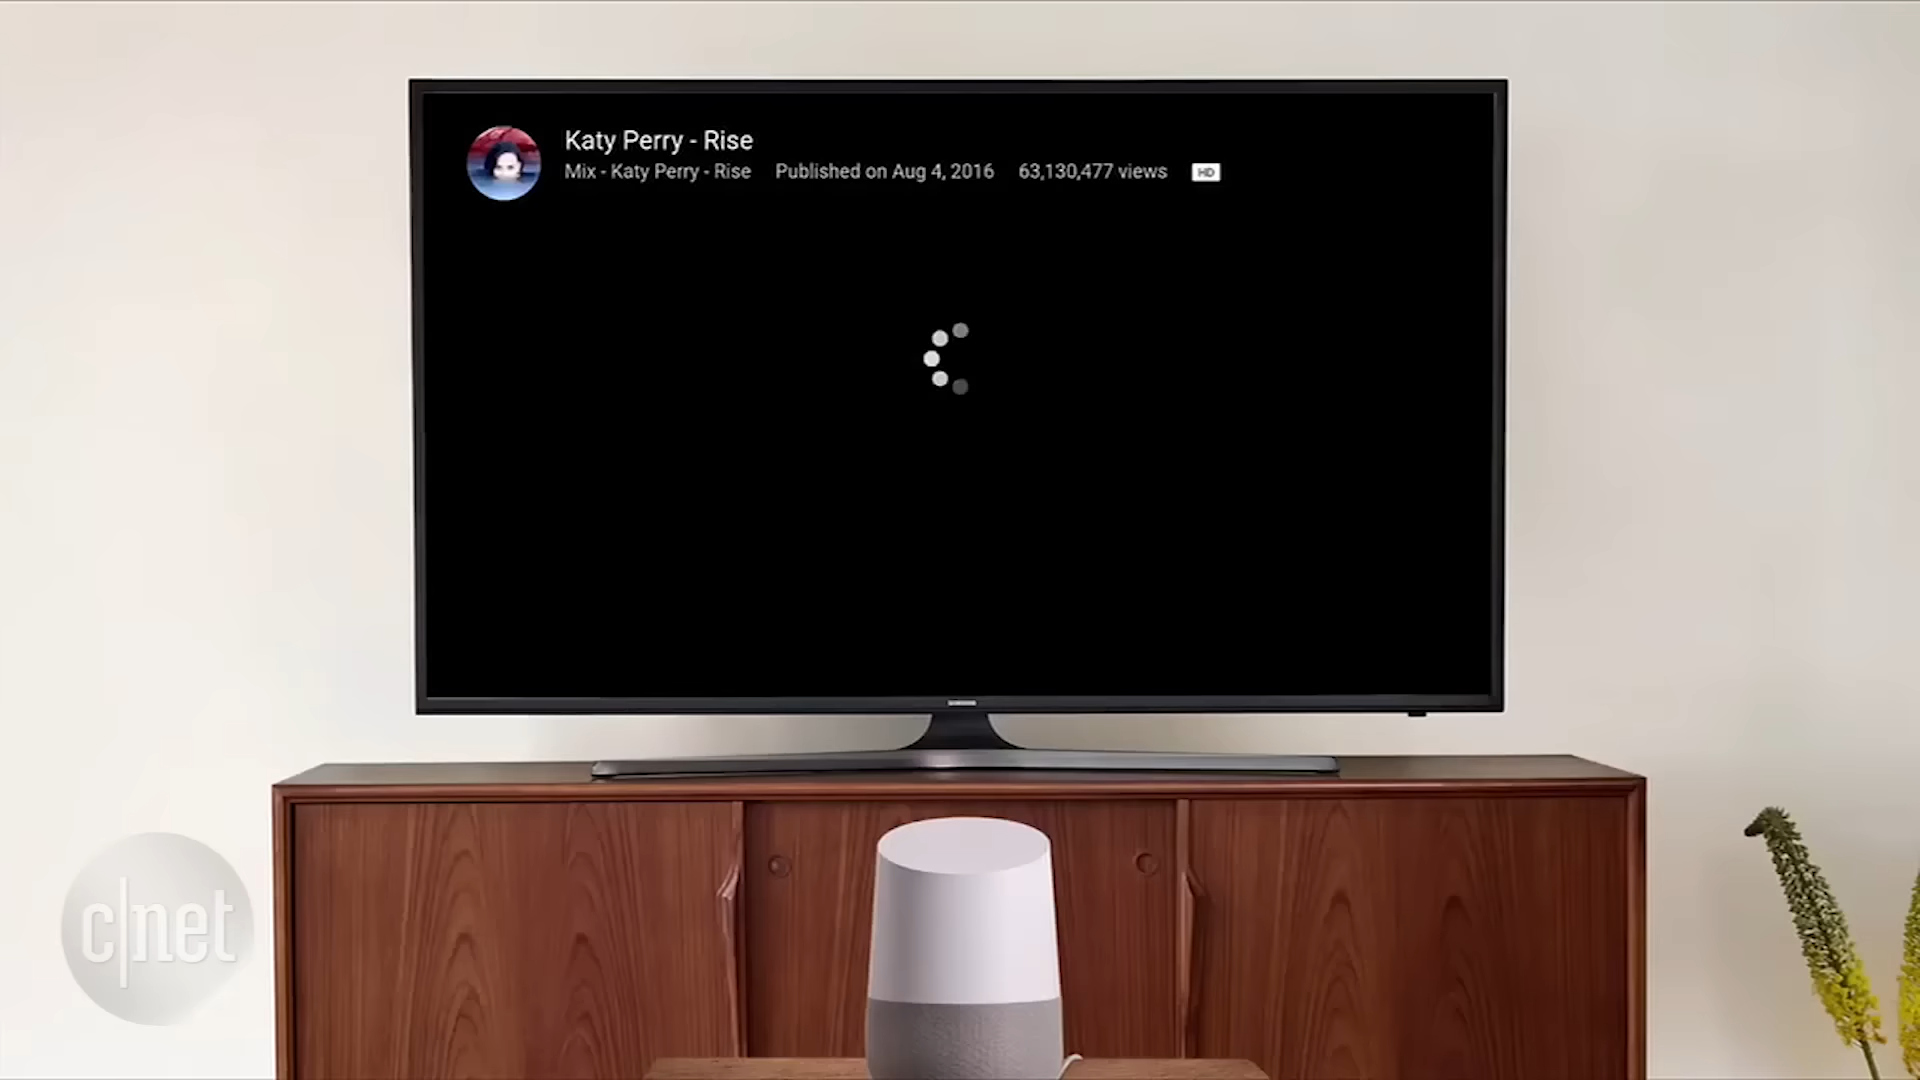 Katy Perry - Rise
Mix - Katy Perry - Rise Published on Aug 4, 2016 63,130,477 views HD
c|net